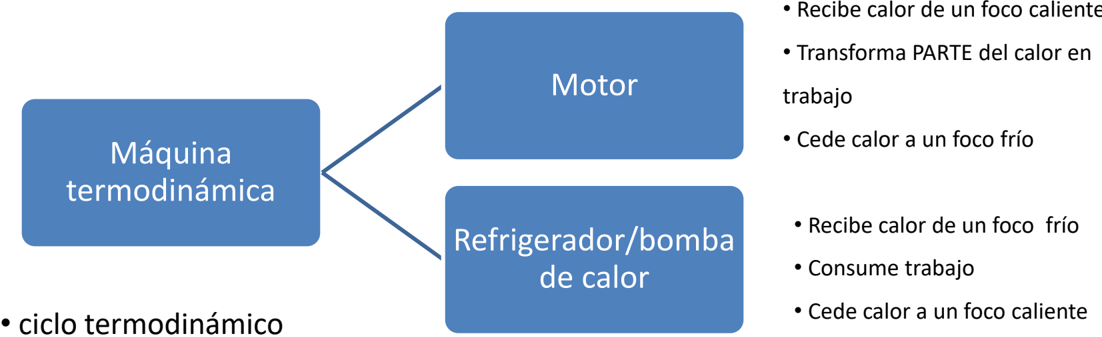 Máquina
termodinámica
• ciclo termodinámico
Motor
• Recibe calor de un foco caliente
• Transforma PARTE del calor en
trabajo
• Cede calor a un foco frío
Refrigerador/bomba
de calor
• Recibe calor de un foco frío
• Consume trabajo
• Cede calor a un foco caliente